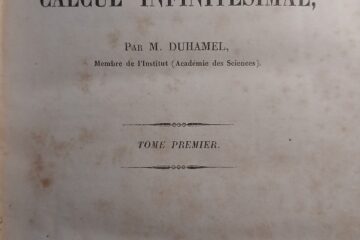 CALCUL INFINITÉSIMAL,
PAR M. DUHAMEL,
Membre de l'Institut (Académie des Sciences).
TOME PREMIER.